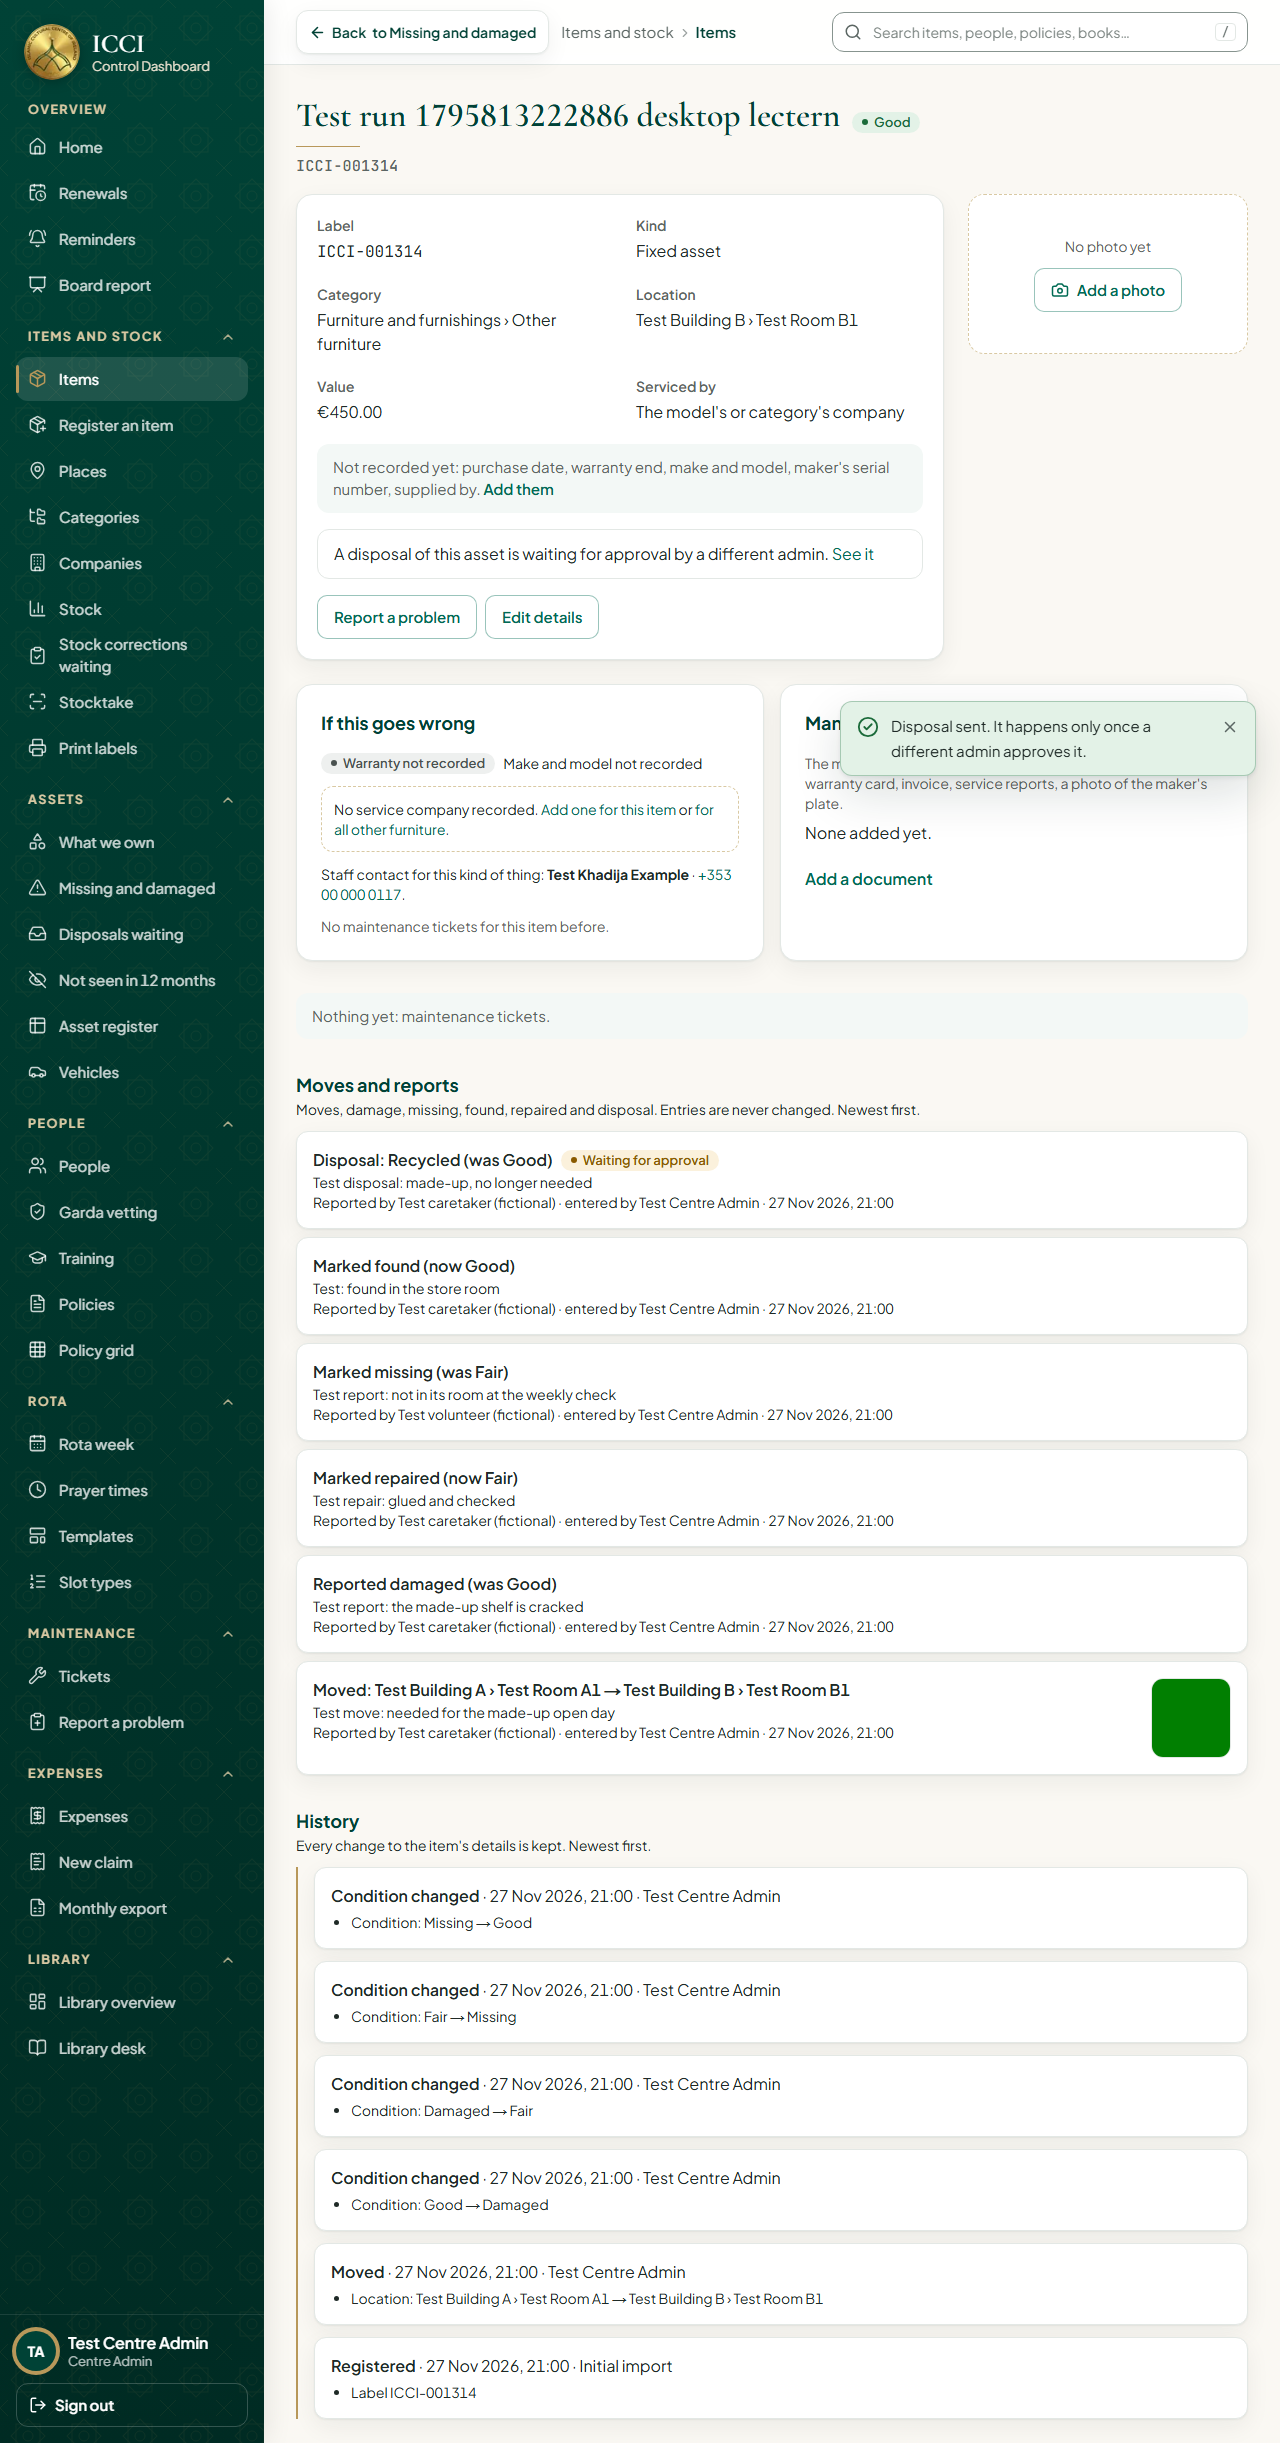 ICCI
Control Dashboard
OVERVIEW
Home
Renewals
Reminders
Board report
ITEMS AND STOCK
Items
Register an item
Places
Categories
Companies
Stock
Stock corrections
waiting
Stocktake
Print labels
ASSETS
What we own
Missing and damaged
Disposals waiting
Not seen in 12 months
Asset register
Vehicles
PEOPLE
People
Garda vetting
Training
Policies
Policy grid
ROTA
Rota week
Prayer times
Templates
Slot types
MAINTENANCE
Tickets
Report a problem
EXPENSES
Expenses
New claim
Monthly export
LIBRARY
Library overview
Library desk
TA
Test Centre Admin
Centre Admin
Sign out
Back to Missing and damaged
Items and stock › Items
Search items, people, policies, books...
/
Test run 1795813222886 desktop lectern
Good
ICCI-001314
Label
ICCI-001314
Kind
Fixed asset
Category
Furniture and furnishings › Other
furniture
Location
Test Building B › Test Room B1
Value
€450.00
Serviced by
The model's or category's company
Not recorded yet: purchase date, warranty end, make and model, maker's serial
number, supplied by. Add them
A disposal of this asset is waiting for approval by a different admin. See it
Report a problem
Edit details
No photo yet
Add a photo
If this goes wrong
Warranty not recorded
Make and model not recorded
No service company recorded. Add one for this item or for
all other furniture.
Staff contact for this kind of thing: Test Khadija Example · +353
00 000 0117.
No maintenance tickets for this item before.
Disposal sent. It happens only once a
different admin approves it.
warranty card, invoice, service reports, a photo of the maker's
plate.
None added yet.
Add a document
Nothing yet: maintenance tickets.
Moves and reports
Moves, damage, missing, found, repaired and disposal. Entries are never changed. Newest first.
Disposal: Recycled (was Good)
Waiting for approval
Test disposal: made-up, no longer needed
Reported by Test caretaker (fictional) · entered by Test Centre Admin · 27 Nov 2026, 21:00
Marked found (now Good)
Test: found in the store room
Reported by Test caretaker (fictional) · entered by Test Centre Admin · 27 Nov 2026, 21:00
Marked missing (was Fair)
Test report: not in its room at the weekly check
Reported by Test volunteer (fictional) · entered by Test Centre Admin · 27 Nov 2026, 21:00
Marked repaired (now Fair)
Test repair: glued and checked
Reported by Test caretaker (fictional) · entered by Test Centre Admin · 27 Nov 2026, 21:00
Reported damaged (was Good)
Test report: the made-up shelf is cracked
Reported by Test caretaker (fictional) · entered by Test Centre Admin · 27 Nov 2026, 21:00
Moved: Test Building A › Test Room A1 → Test Building B › Test Room B1
Test move: needed for the made-up open day
Reported by Test caretaker (fictional) · entered by Test Centre Admin · 27 Nov 2026, 21:00
History
Every change to the item's details is kept. Newest first.
Condition changed · 27 Nov 2026, 21:00 · Test Centre Admin
• Condition: Missing → Good
Condition changed · 27 Nov 2026, 21:00 · Test Centre Admin
• Condition: Fair → Missing
Condition changed · 27 Nov 2026, 21:00 · Test Centre Admin
• Condition: Damaged → Fair
Condition changed · 27 Nov 2026, 21:00 · Test Centre Admin
• Condition: Good → Damaged
Moved · 27 Nov 2026, 21:00 · Test Centre Admin
• Location: Test Building A › Test Room A1 → Test Building B › Test Room B1
Registered · 27 Nov 2026, 21:00 · Initial import
• Label ICCI-001314